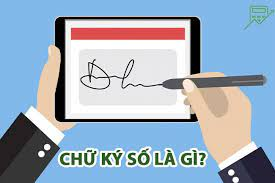 CHỮ KÝ SỐ LÀ GÌ?